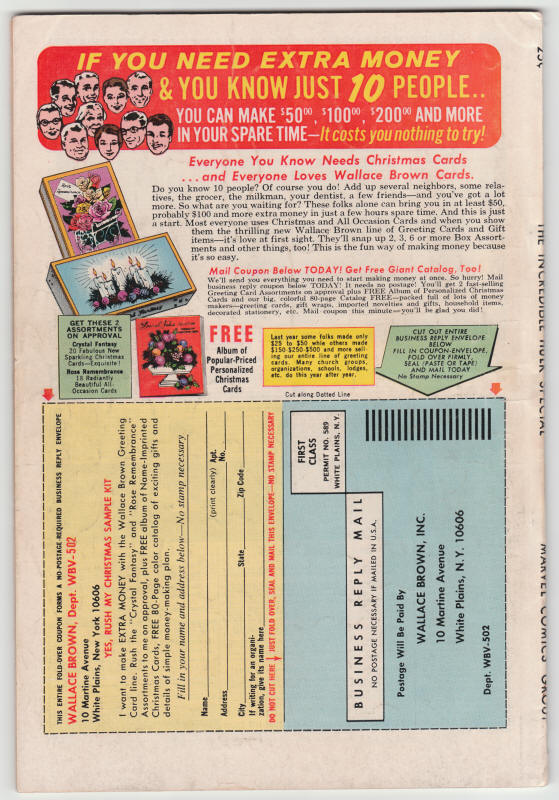 IF YOU NEED EXTRA MONEY
& YOU KNOW JUST 10 PEOPLE..
YOU CAN MAKE $50⁰⁰, $100⁰⁰, $200⁰⁰ AND MORE
IN YOUR SPARE TIME—It costs you nothing to try!
Everyone You Know Needs Christmas Cards
...and Everyone Loves Wallace Brown Cards.
Do you know 10 people? Of course you do! Add up several neighbors, some rela-
tives, the grocer, the milkman, your dentist, a few friends—and you've got a lot
more. So what are you waiting for? These folks alone can bring you in at least $50,
probably $100 and more extra money in just a few hours spare time. And this is just
a start. Most everyone uses Christmas and All Occasion Cards and when you show
them the thrilling new Wallace Brown line of Greeting Cards and Gift
items—it's love at first sight. They'll snap up 2, 3, 6 or more Box Assort-
ments and other things, too! This is the fun way of making money because
it's so easy.
Mail Coupon Below TODAY! Get Free Giant Catalog, Too!
We'll send you everything you need to start making money at once. So hurry! Mail
business reply coupon below TODAY! It needs no postage! You'll get 2 fast-selling
Greeting Card Assortments on approval plus FREE Album of Personalized Christmas
Cards and our big, colorful 80-page Catalog FREE—packed full of lots of money
makers—greeting cards, gift wraps, imported novelties and gifts, household items,
decorated stationery, etc. Mail coupon this minute—you'll be glad you did!
GET THESE 2
ASSORTMENTS
ON APPROVAL
Crystal Fantasy
20 Fabulous New
Sparkling Christmas
Cards—Exquisite!
Rose Remembrance
18 Radiantly
Beautiful All-
Occasion Cards
FREE
Album of
Popular-Priced
Personalized
Christmas
Cards
Last year some folks made only
$25 to $50 while others made
$150-$250-$500 and more sell-
ing our entire line of greeting
cards. Many church groups,
organizations, schools, lodges,
etc. do this year after year.
CUT OUT ENTIRE
BUSINESS REPLY ENVELOPE
BELOW
FILL IN COUPON-ENVELOPE,
FOLD OVER FIRMLY,
SEAL (PASTE OR TAPE)
AND MAIL TODAY
No Stamp Necessary
Cut along Dotted Line
THIS ENTIRE FOLD-OVER COUPON FORMS A NO-POSTAGE-REQUIRED BUSINESS REPLY ENVELOPE
WALLACE BROWN, Dept. WBV-502
10 Martine Avenue
White Plains, New York 10606
YES, RUSH MY CHRISTMAS SAMPLE KIT
I want to make EXTRA MONEY with the Wallace Brown Greeting
Card line. Rush the "Crystal Fantasy" and "Rose Remembrance"
Assortments to me on approval, plus FREE album of Name-Imprinted
Christmas Cards, FREE 80-Page color catalog of exciting gifts and
details of simple money-making plan.
Fill in your name and address below—No stamp necessary
Name
(print clearly)
Address
Apt.
No.
City
State
Zip Code
If writing for an organi-
zation, give its name here
DO NOT CUT HERE
JUST FOLD OVER, SEAL AND MAIL THIS ENVELOPE—NO STAMP NECESSARY
FIRST
CLASS
PERMIT NO. 589
WHITE PLAINS, N.Y.
BUSINESS REPLY MAIL
NO POSTAGE NECESSARY IF MAILED IN U.S.A.
Postage Will Be Paid By
WALLACE BROWN, INC.
10 Martine Avenue
White Plains, N.Y. 10606
Dept. WBV-502
25¢